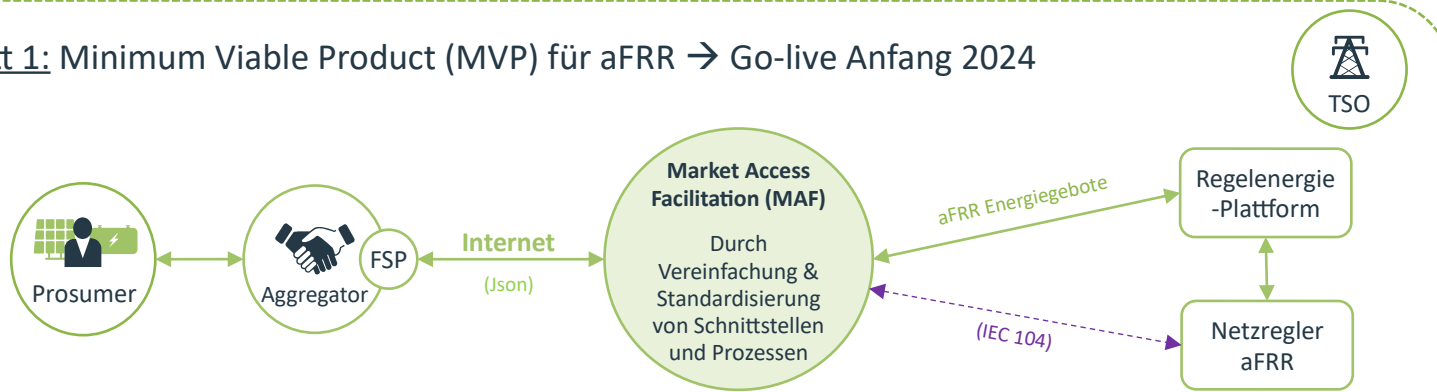 t 1: Minimum Viable Product (MVP) für aFRR → Go-live Anfang 2024
TSO
Prosumer
Aggregator
FSP
Internet
(Json)
Market Access
Facilitation (MAF)
Durch
Vereinfachung &
Standardisierung
von Schnittstellen
und Prozessen
aFRR Energiegebote
(IEC 104)
Regelenergie
-Plattform
Netzregler
aFRR